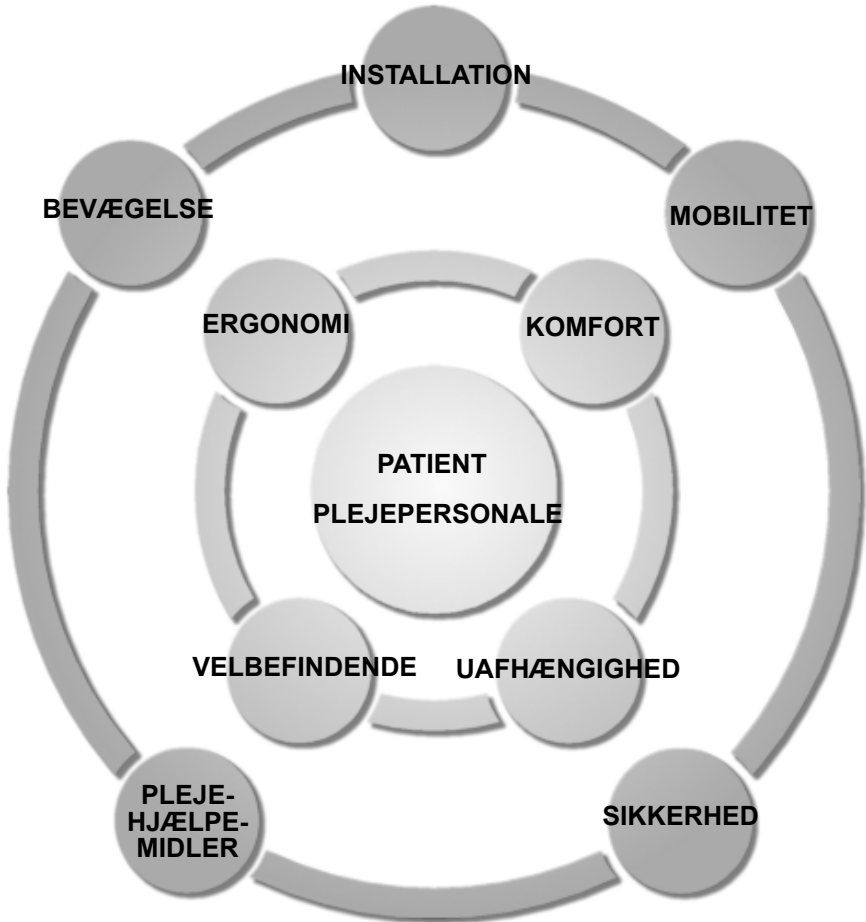 INSTALLATION
BEVÆGELSE
MOBILITET
ERGONOMI
KOMFORT
PATIENT
PLEJEPERSONALE
VELBEFINDENDE
UAFHÆNGIGHED
PLEJE-
HJÆLPE-
MIDLER
SIKKERHED